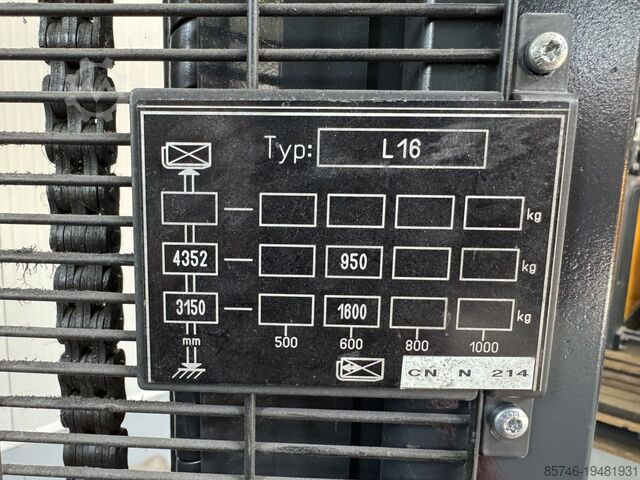 Typ: L16
kg
4352 950 kg
3150 1600 kg
mm 500 600 800 1000
CN N 214
85746-19481931